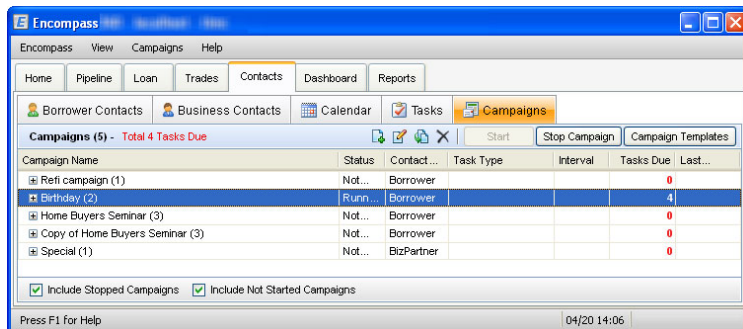 Encompass
Encompass View Campaigns Help
Home Pipeline Loan Trades Contacts Dashboard Reports
Borrower Contacts Business Contacts Calendar Tasks Campaigns
Campaigns (5) - Total 4 Tasks Due Start Stop Campaign Campaign Templates
Campaign Name Status Contact... Task Type Interval Tasks Due Last...
Refi campaign (1) Not... Borrower 0
Birthday (2) Runn... Borrower 4
Home Buyers Seminar (3) Not... Borrower 0
Copy of Home Buyers Seminar (3) Not... Borrower 0
Special (1) Not... BizPartner 0
Include Stopped Campaigns Include Not Started Campaigns
Press F1 for Help 04/20 14:06